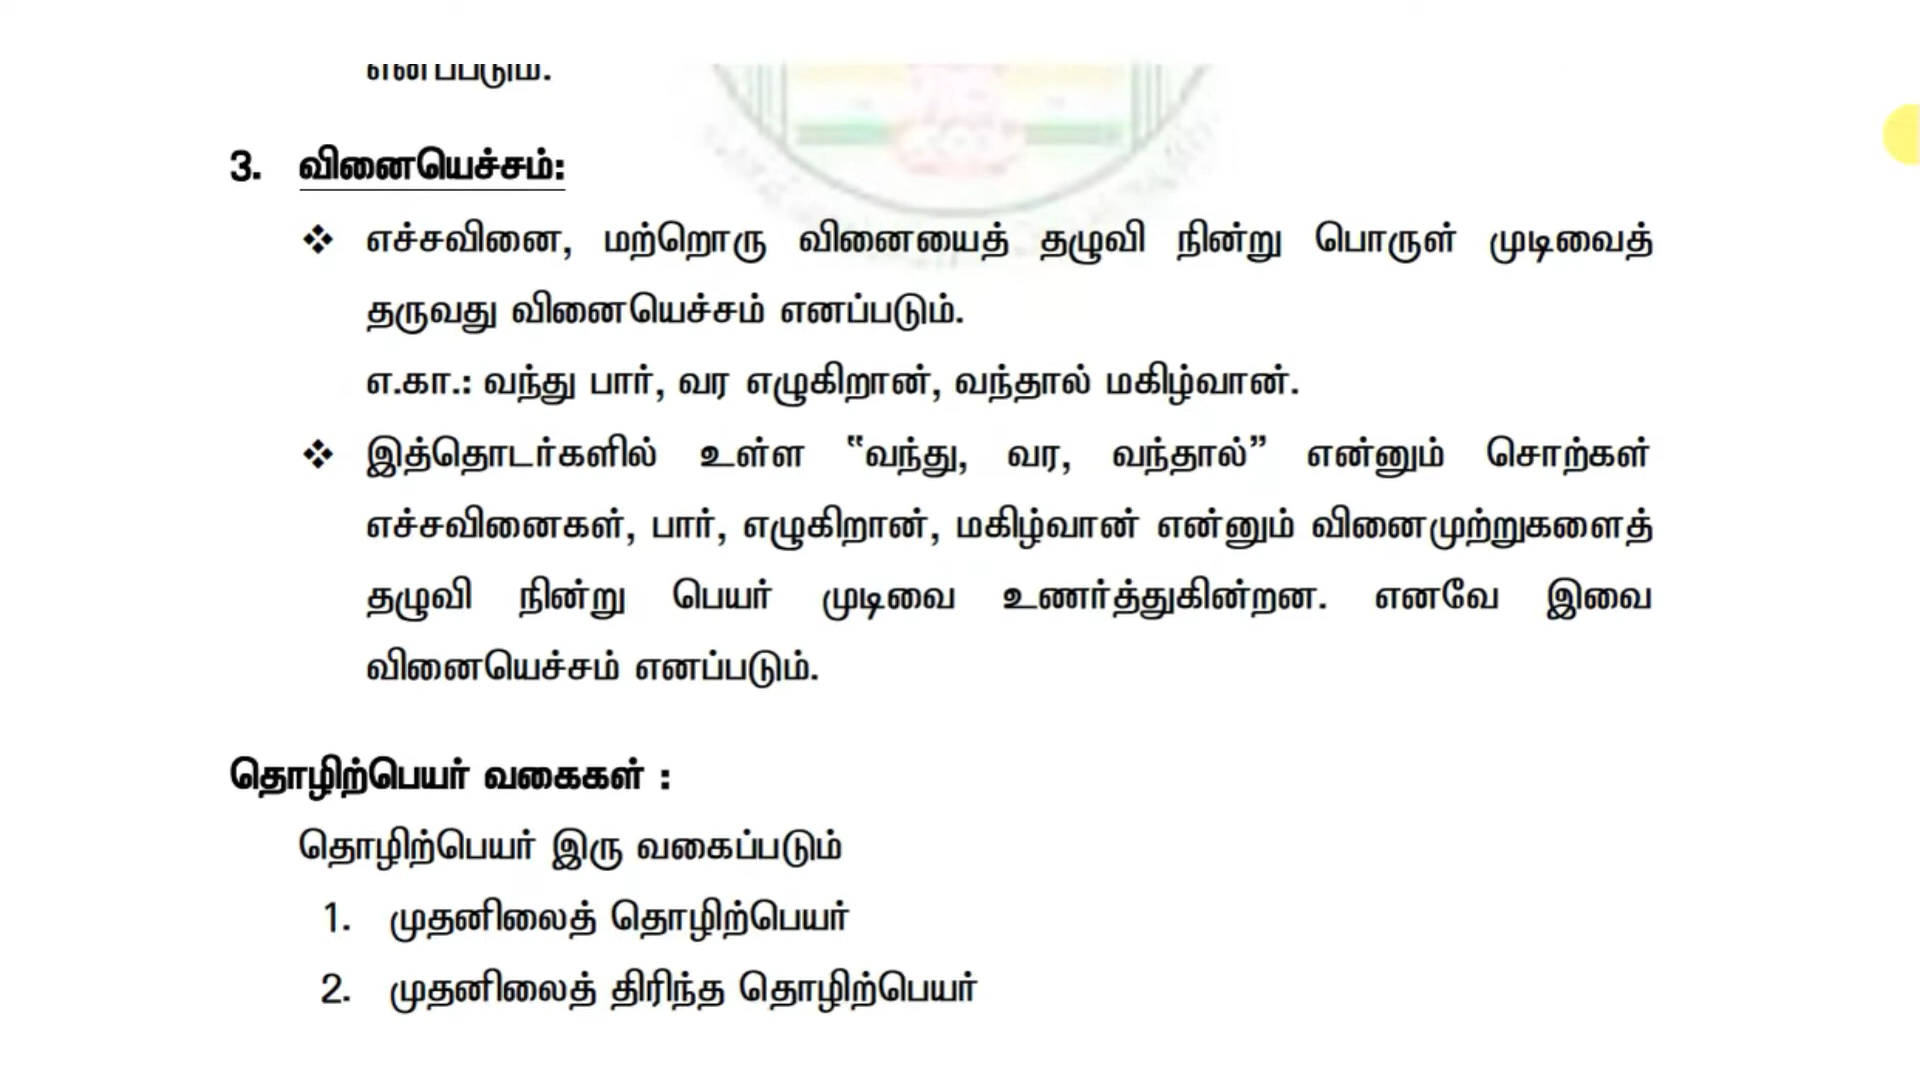 எனப்படும்.
3. வினையெச்சம்:
❖ எச்சவினை, மற்றொரு வினையைத் தழுவி நின்று பொருள் முடிவைத்
தருவது வினையெச்சம் எனப்படும்.
எ.கா.: வந்து பார், வர எழுகிறான், வந்தால் மகிழ்வான்.
❖ இத்தொடர்களில் உள்ள “வந்து, வர, வந்தால்” என்னும் சொற்கள்
எச்சவினைகள், பார், எழுகிறான், மகிழ்வான் என்னும் வினைமுற்றுகளைத்
தழுவி நின்று பெயர் முடிவை உணர்த்துகின்றன. எனவே இவை
வினையெச்சம் எனப்படும்.
தொழிற்பெயர் வகைகள் :
தொழிற்பெயர் இரு வகைப்படும்
1. முதனிலைத் தொழிற்பெயர்
2. முதனிலைத் திரிந்த தொழிற்பெயர்